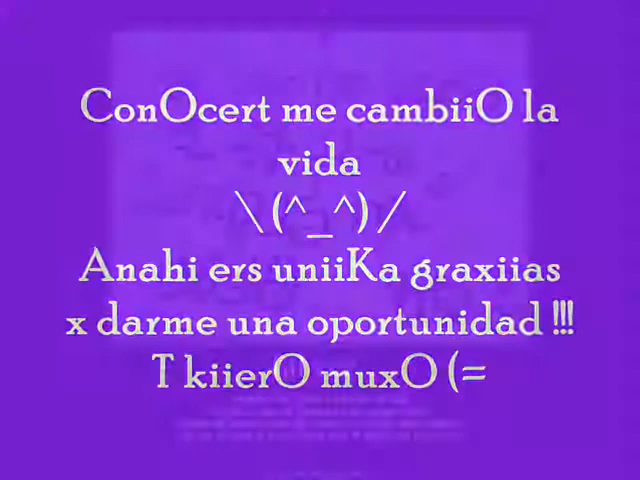 ConOcert me cambiiO la
vida
\ (^_^) /
Anahi ers uniiKa graxiias
x darme una oportunidad !!!
T kiierO muxO (=